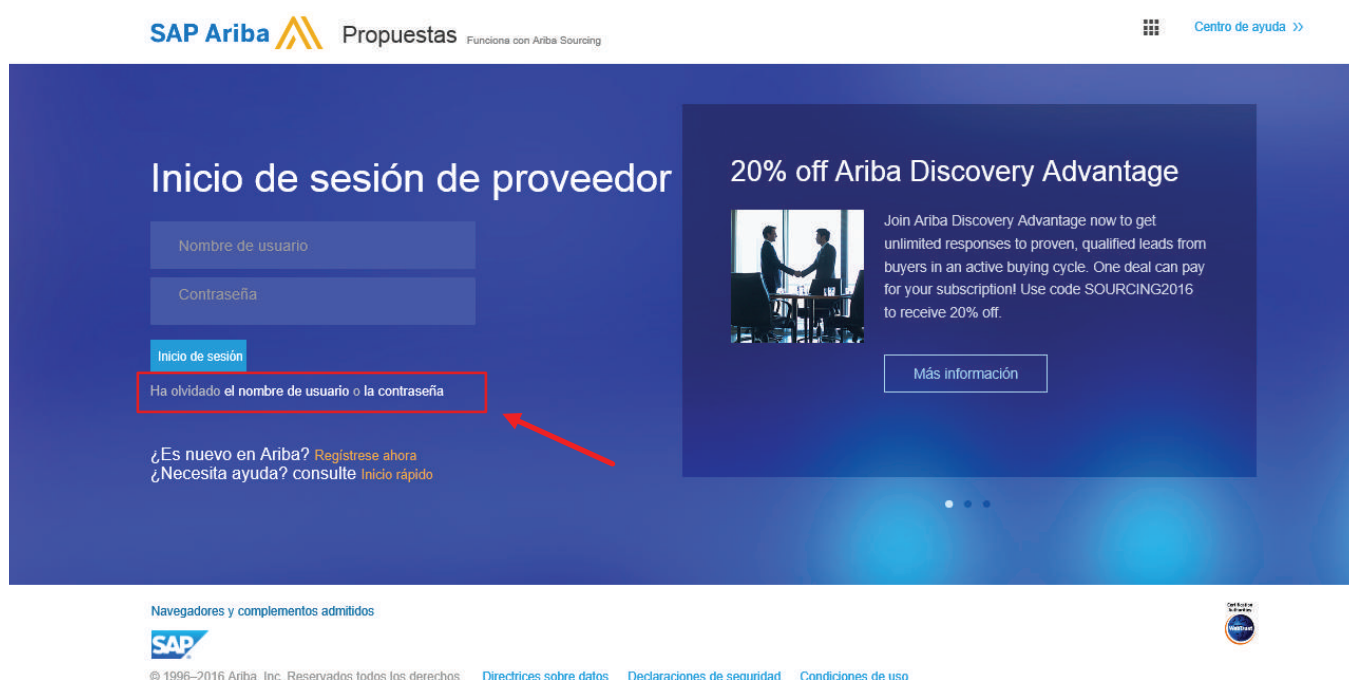 SAP Ariba Propuestas Funciona con Ariba Sourcing
Centro de ayuda >>
Inicio de sesión de proveedor
Nombre de usuario
Contraseña
Inicio de sesión
Ha olvidado el nombre de usuario o la contraseña
¿Es nuevo en Ariba? Regístrese ahora
¿Necesita ayuda? consulte Inicio rápido
20% off Ariba Discovery Advantage
Join Ariba Discovery Advantage now to get
unlimited responses to proven, qualified leads from
buyers in an active buying cycle. One deal can pay
for your subscription! Use code SOURCING2016
to receive 20% off.
Más información
Navegadores y complementos admitidos
SAP
© 1996–2016 Ariba, Inc. Reservados todos los derechos Directrices sobre datos Declaraciones de seguridad Condiciones de uso
WebTrust